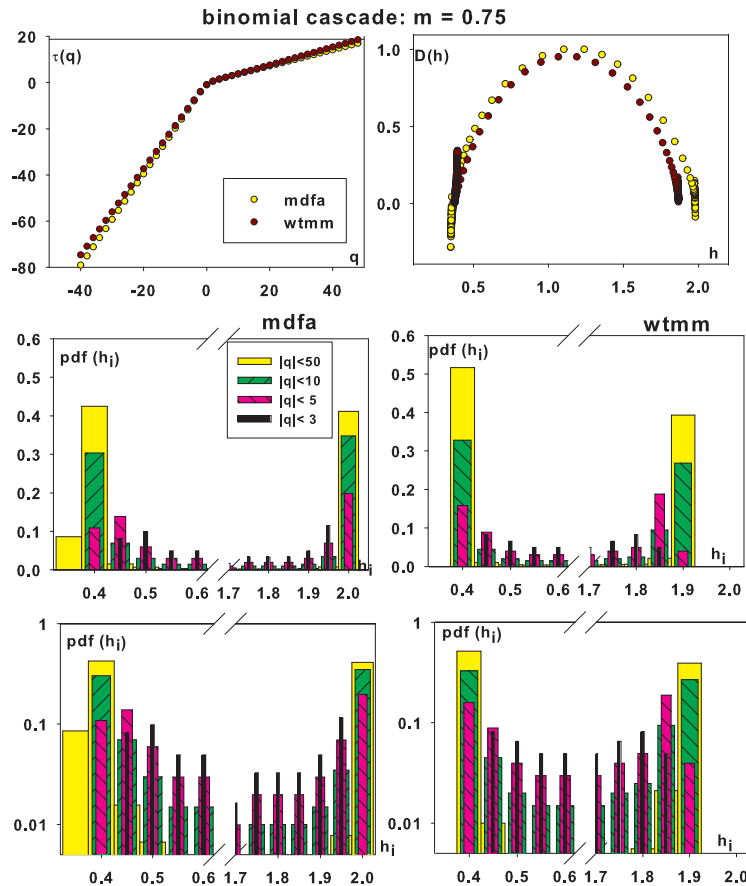 binomial cascade: m = 0.75
τ(q)
20
0
-20
-40
-60
-80
mdfa
wtmm
q
-40 -20 0 20 40
D(h)
1.0
0.5
0.0
h
0.5 1.0 1.5 2.0
mdfa
pdf (hi)
0.6
0.5
0.4
0.3
0.2
0.1
0.0
|q|<50
|q|<10
|q|< 5
|q|< 3
hi
0.4 0.5 0.6 1.7 1.8 1.9 2.0
wtmm
pdf (hi)
0.6
0.5
0.4
0.3
0.2
0.1
0.0
hi
0.4 0.5 0.6 1.7 1.8 1.9 2.0
pdf (hi)
1
0.1
0.01
hi
0.4 0.5 0.6 1.7 1.8 1.9 2.0
pdf (hi)
1
0.1
0.01
hi
0.4 0.5 0.6 1.7 1.8 1.9 2.0